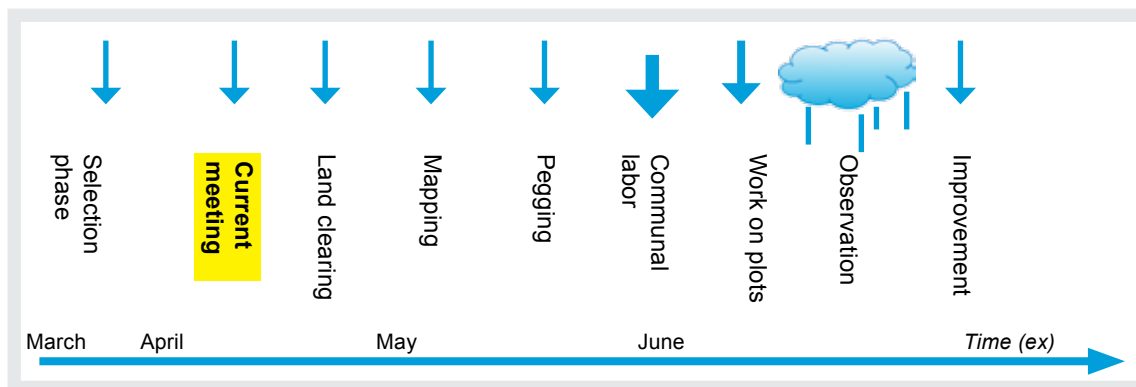 Selection
phase
Current
meeting
Land clearing
Mapping
Pegging
Communal
labor
Work on plots
Observation
Improvement
March
April
May
June
Time (ex)